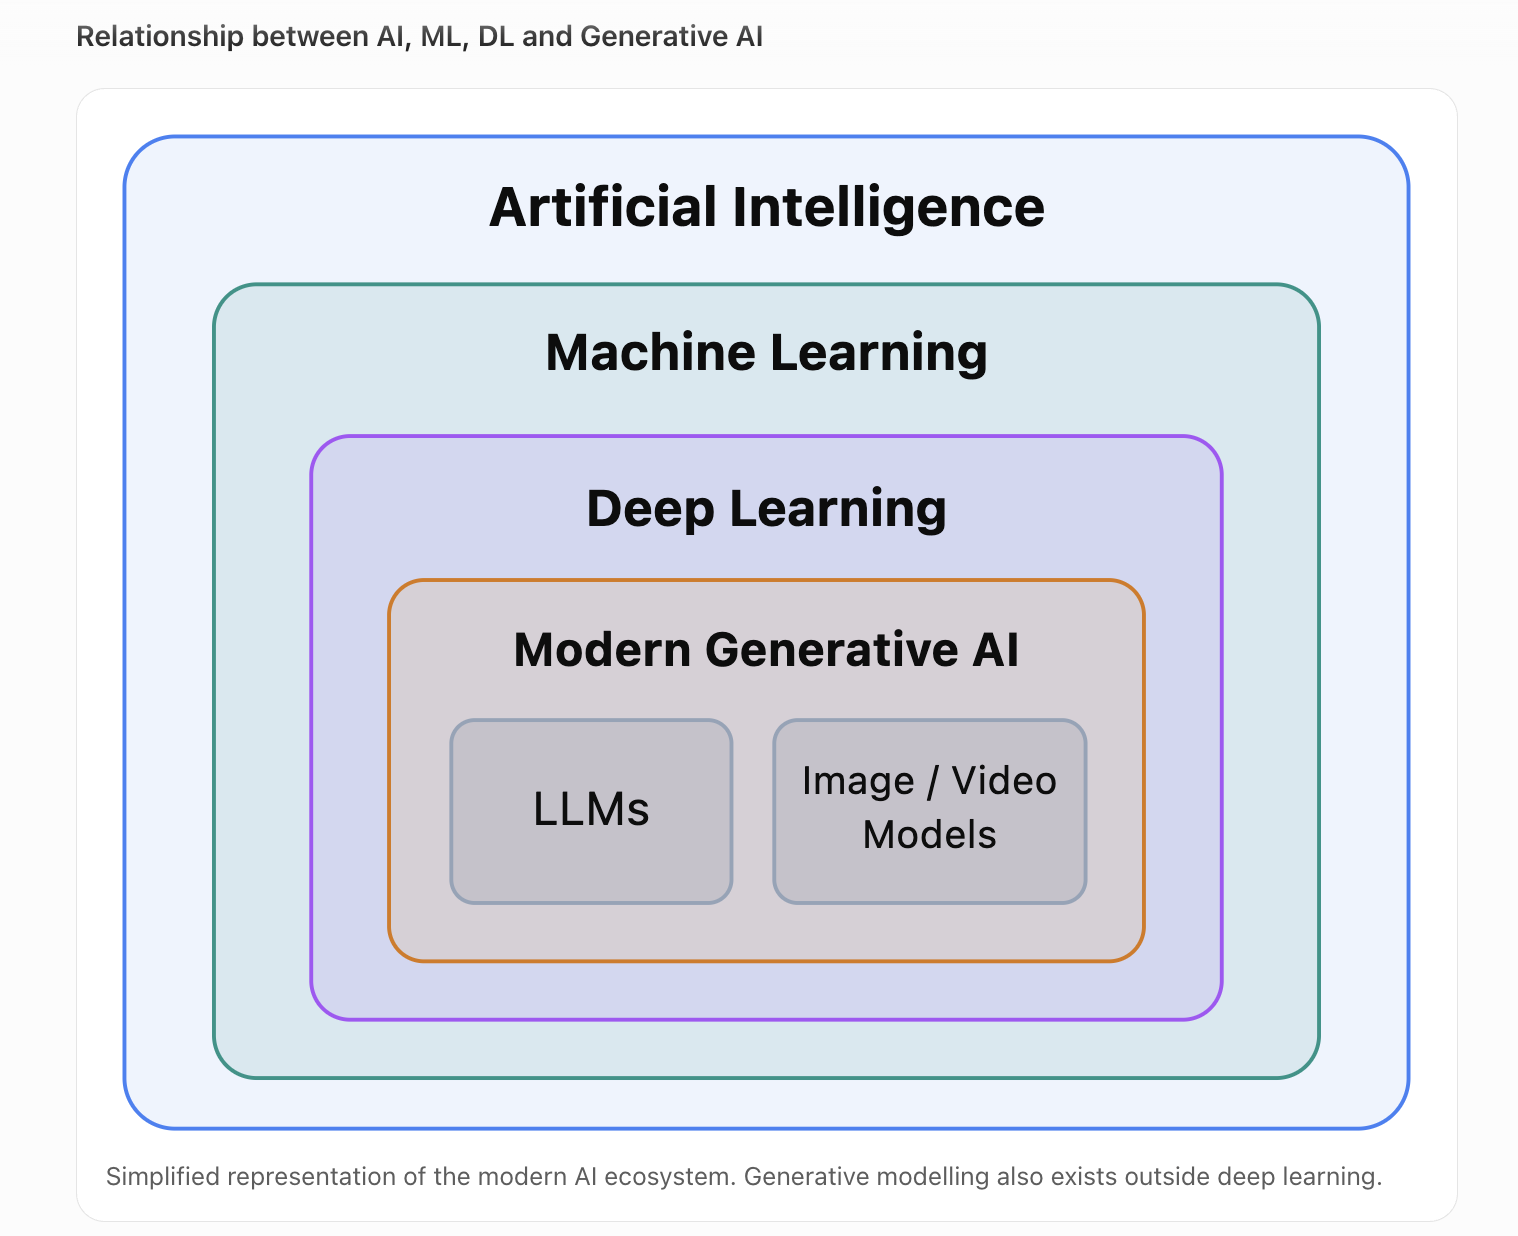 Relationship between AI, ML, DL and Generative AI
Artificial Intelligence
Machine Learning
Deep Learning
Modern Generative AI
LLMs
Image / Video
Models
Simplified representation of the modern AI ecosystem. Generative modelling also exists outside deep learning.